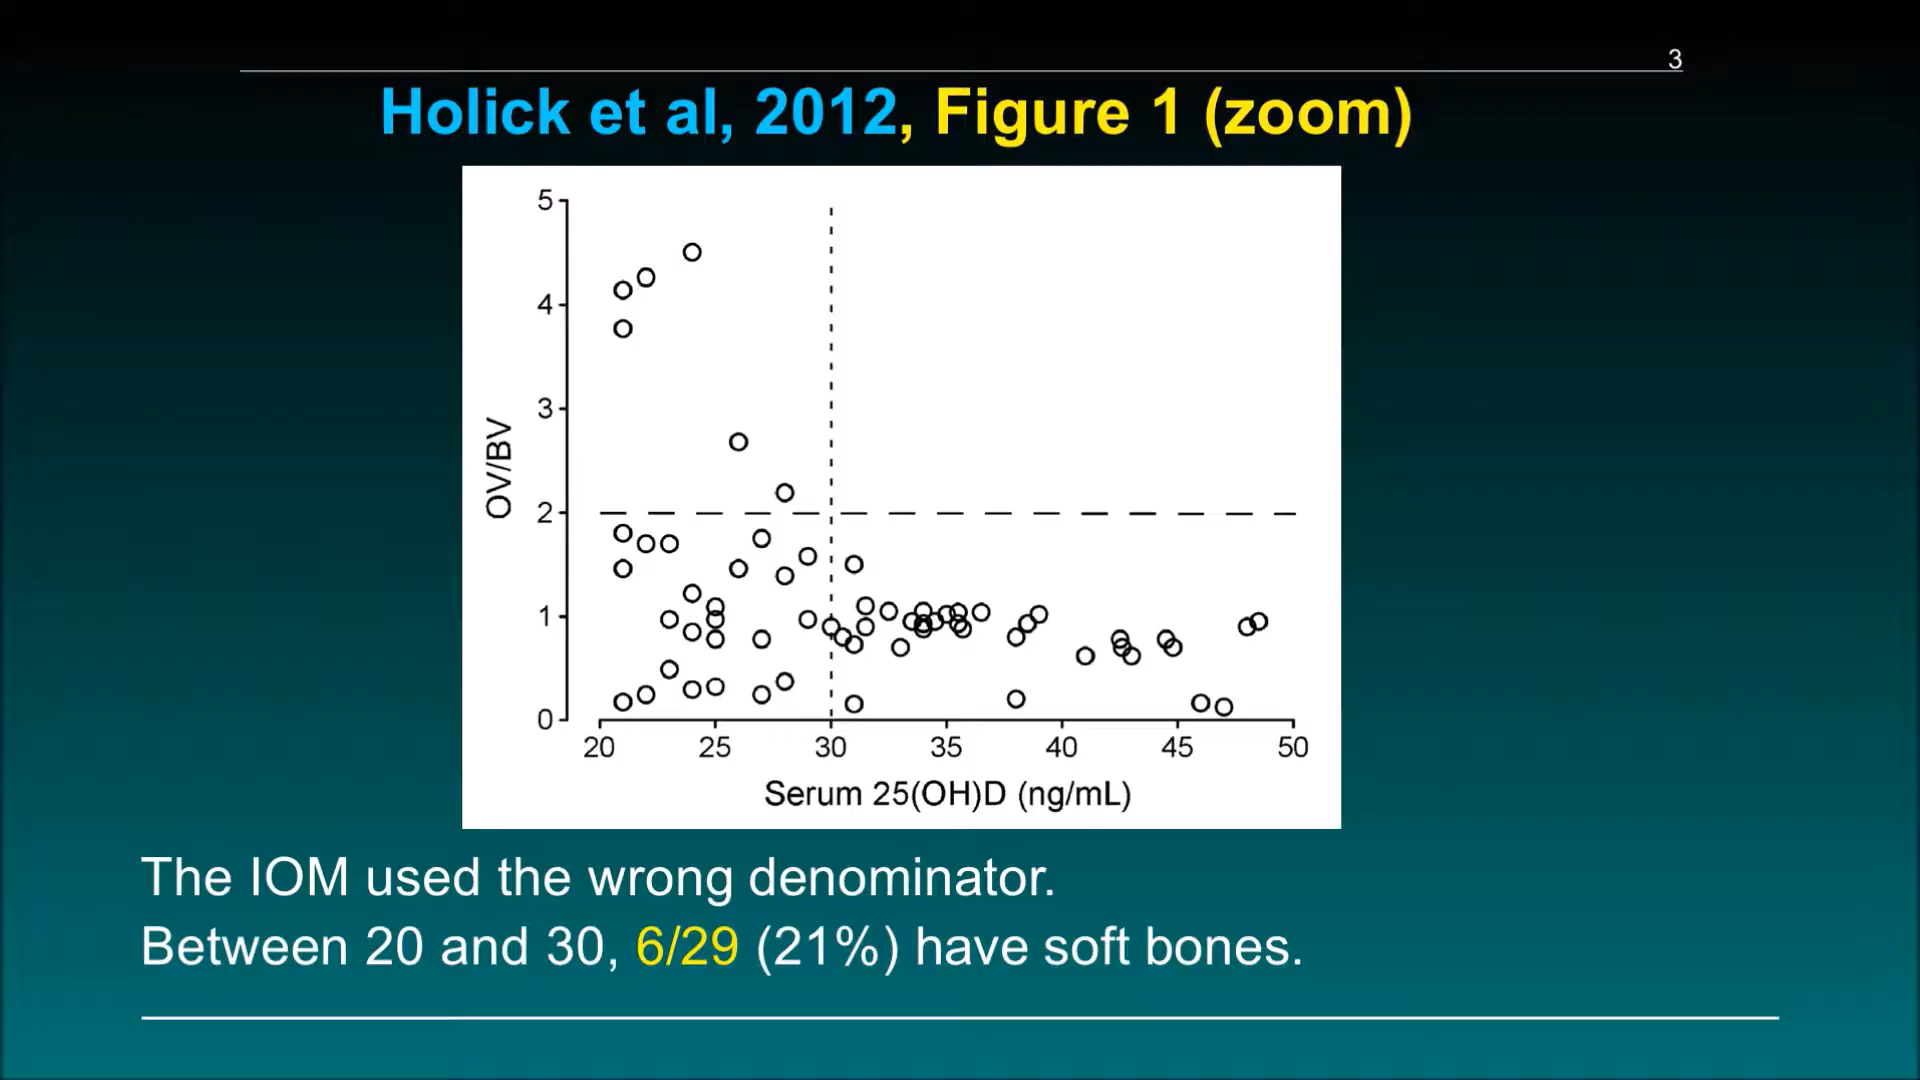 3
Holick et al, 2012, Figure 1 (zoom)
5
4
3
2
1
0
OV/BV
20 25 30 35 40 45 50
Serum 25(OH)D (ng/mL)
The IOM used the wrong denominator.
Between 20 and 30, 6/29 (21%) have soft bones.